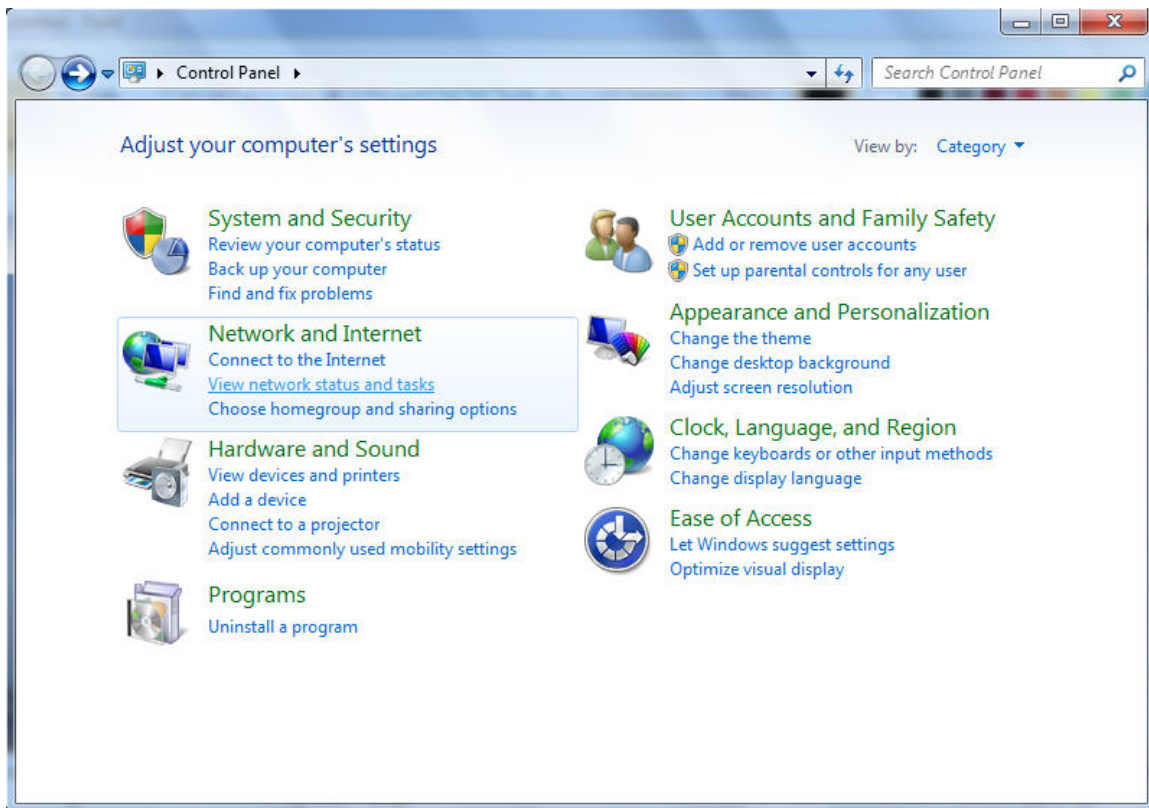 Control Panel
Search Control Panel
Adjust your computer's settings
View by: Category
System and Security
Review your computer's status
Back up your computer
Find and fix problems
Network and Internet
Connect to the Internet
View network status and tasks
Choose homegroup and sharing options
Hardware and Sound
View devices and printers
Add a device
Connect to a projector
Adjust commonly used mobility settings
Programs
Uninstall a program
User Accounts and Family Safety
Add or remove user accounts
Set up parental controls for any user
Appearance and Personalization
Change the theme
Change desktop background
Adjust screen resolution
Clock, Language, and Region
Change keyboards or other input methods
Change display language
Ease of Access
Let Windows suggest settings
Optimize visual display